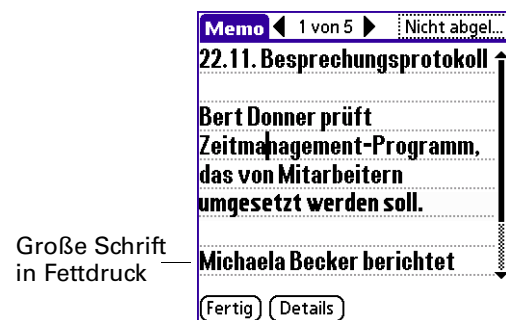 Memo 1 von 5 Nicht abgel...
22.11. Besprechungsprotokoll
Bert Donner prüft
Zeitmanagement-Programm,
das von Mitarbeitern
umgesetzt werden soll.
Große Schrift
in Fettdruck
Michaela Becker berichtet
Fertig Details